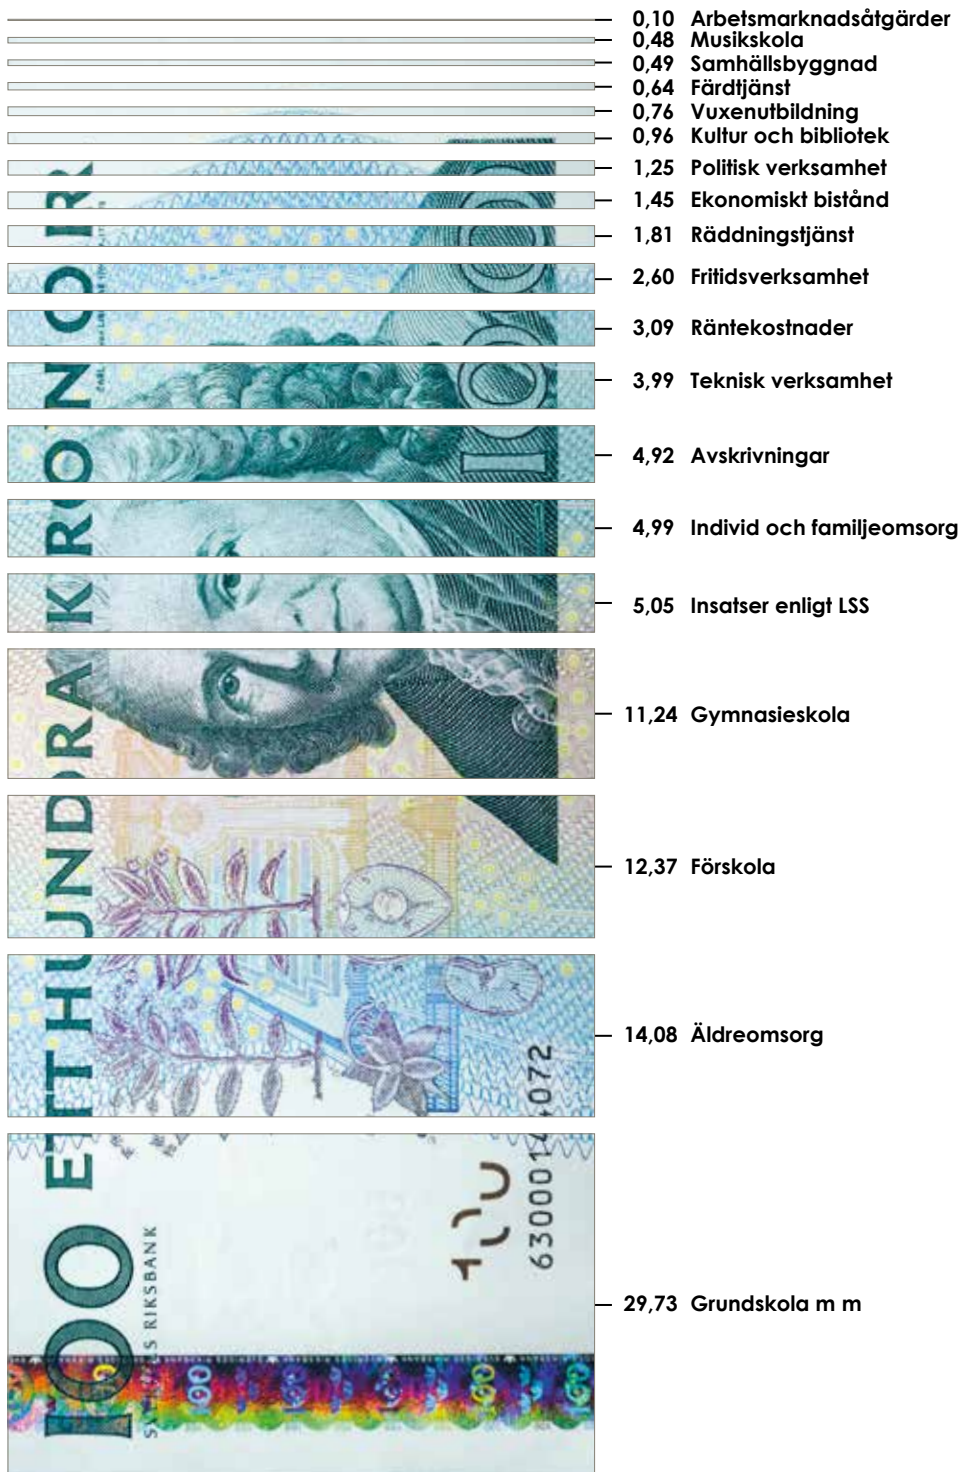 0,10 Arbetsmarknadsåtgärder
0,48 Musikskola
0,49 Samhällsbyggnad
0,64 Färdtjänst
0,76 Vuxenutbildning
0,96 Kultur och bibliotek
1,25 Politisk verksamhet
1,45 Ekonomiskt bistånd
1,81 Räddningstjänst
2,60 Fritidsverksamhet
3,09 Räntekostnader
3,99 Teknisk verksamhet
4,92 Avskrivningar
4,99 Individ och familjeomsorg
5,05 Insatser enligt LSS
11,24 Gymnasieskola
12,37 Förskola
14,08 Äldreomsorg
29,73 Grundskola m m
100 ETTHUNDRA KRONOR
RIKSBANK
100
100